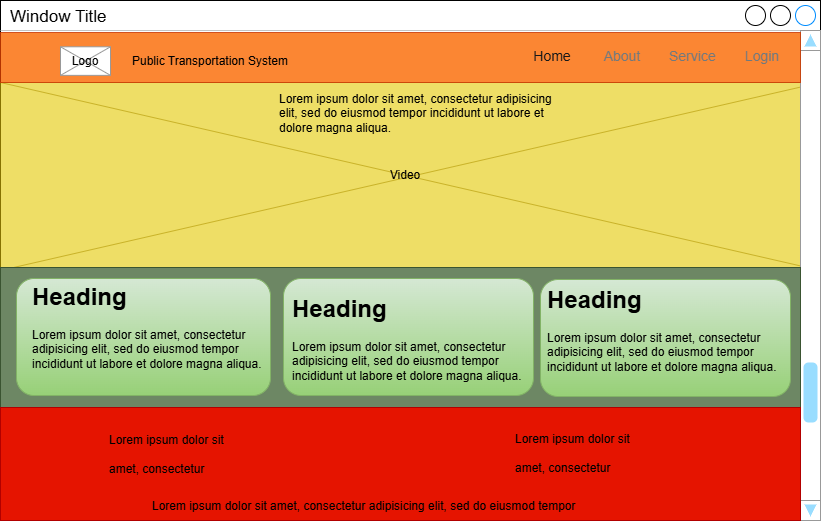 Window Title
Logo
Public Transportation System
Home
About
Service
Login
Lorem ipsum dolor sit amet, consectetur adipisicing
elit, sed do eiusmod tempor incididunt ut labore et
dolore magna aliqua.
Video
Heading
Lorem ipsum dolor sit amet, consectetur
adipisicing elit, sed do eiusmod tempor
incididunt ut labore et dolore magna aliqua.
Heading
Lorem ipsum dolor sit amet, consectetur
adipisicing elit, sed do eiusmod tempor
incididunt ut labore et dolore magna aliqua.
Heading
Lorem ipsum dolor sit amet, consectetur
adipisicing elit, sed do eiusmod tempor
incididunt ut labore et dolore magna aliqua.
Lorem ipsum dolor sit
amet, consectetur
Lorem ipsum dolor sit
amet, consectetur
Lorem ipsum dolor sit amet, consectetur adipisicing elit, sed do eiusmod tempor